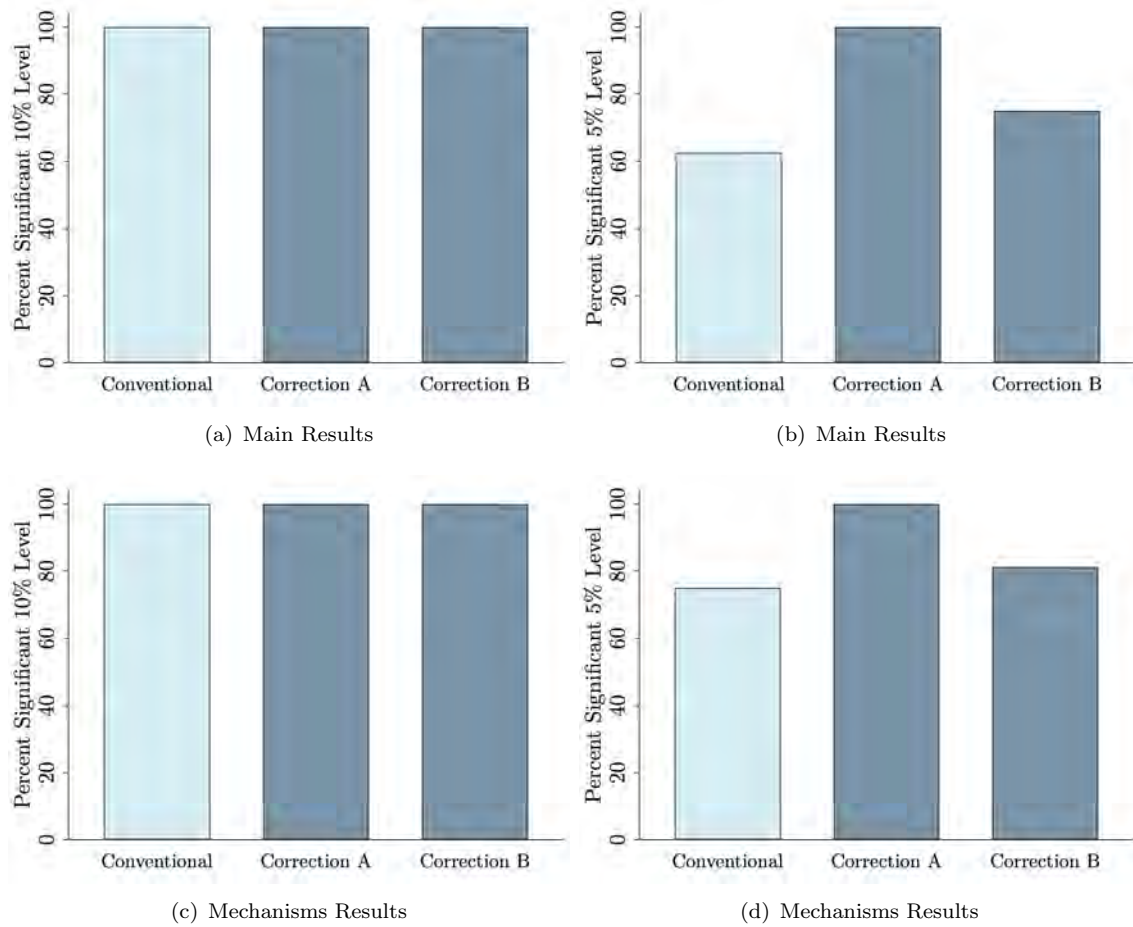 Percent Significant 10% Level
100
80
60
40
20
0
Conventional Correction A Correction B
(a) Main Results
Percent Significant 5% Level
100
80
60
40
20
0
Conventional Correction A Correction B
(b) Main Results
Percent Significant 10% Level
100
80
60
40
20
0
Conventional Correction A Correction B
(c) Mechanisms Results
Percent Significant 5% Level
100
80
60
40
20
0
Conventional Correction A Correction B
(d) Mechanisms Results